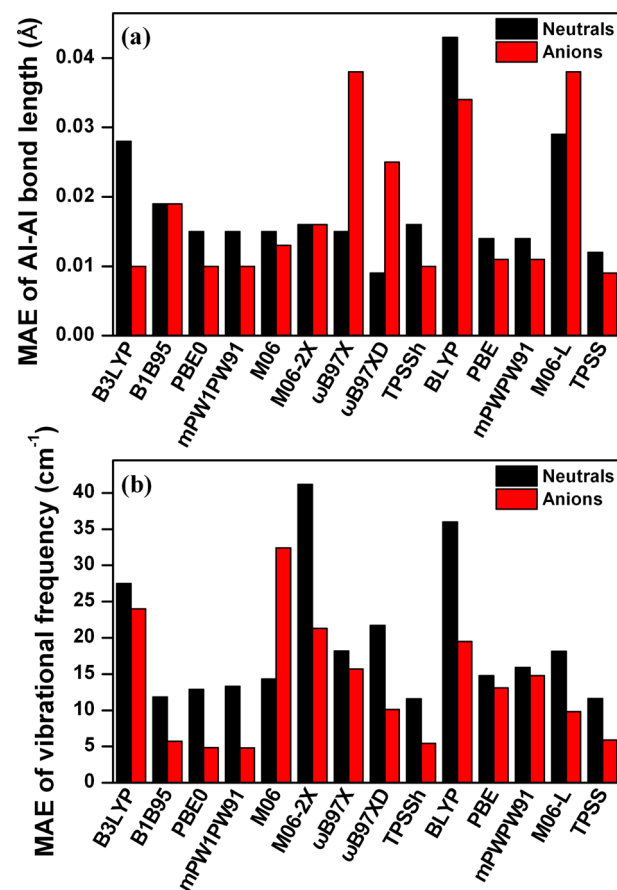 (a)
Neutrals
Anions
MAE of Al-Al bond length (Å)
0.04
0.03
0.02
0.01
0.00
B3LYP
B1B95
PBE0
mPW1PW91
M06
M06-2X
ωB97X
ωB97XD
TPSSh
BLYP
PBE
mPWPW91
M06-L
TPSS
(b)
Neutrals
Anions
MAE of vibrational frequency (cm⁻¹)
40
35
30
25
20
15
10
5
0
B3LYP
B1B95
PBE0
mPW1PW91
M06
M06-2X
ωB97X
ωB97XD
TPSSh
BLYP
PBE
mPWPW91
M06-L
TPSS